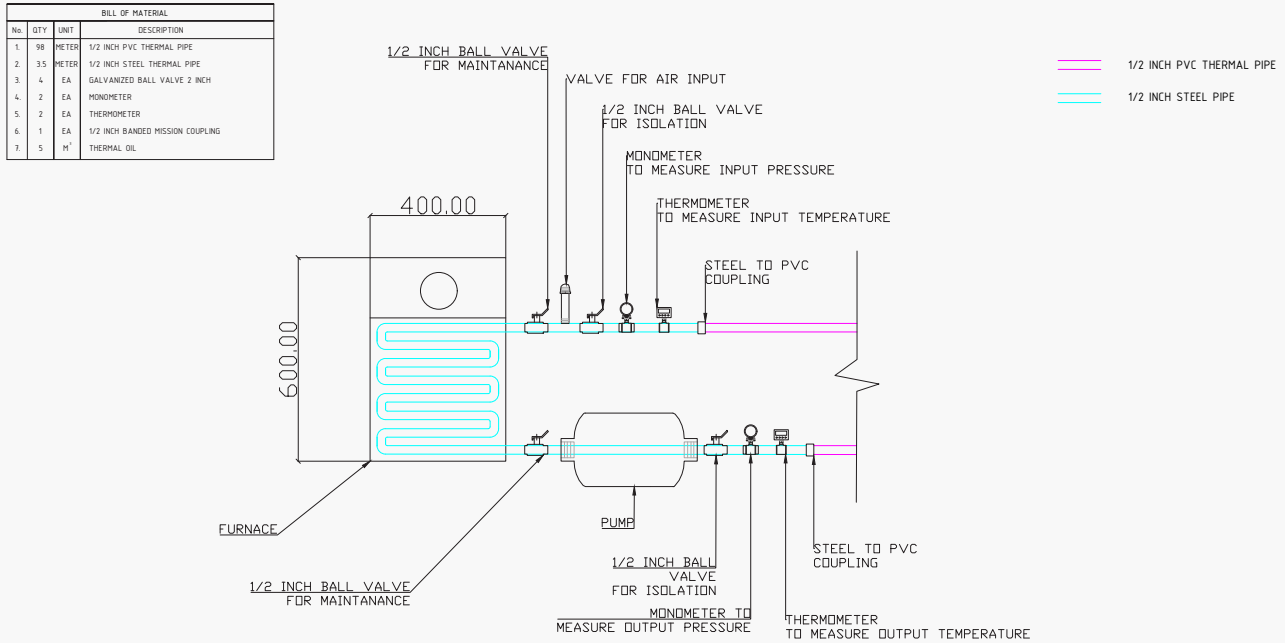 BILL OF MATERIAL
No. QTY UNIT DESCRIPTION
1. 98 METER 1/2 INCH PVC THERMAL PIPE
2. 3.5 METER 1/2 INCH STEEL THERMAL PIPE
3. 4 EA GALVANIZED BALL VALVE 2 INCH
4. 2 EA MONOMETER
5. 2 EA THERMOMETER
6. 1 EA 1/2 INCH BANDED MISSION COUPLING
7. 5 M³ THERMAL OIL
1/2 INCH BALL VALVE
FOR MAINTANANCE
VALVE FOR AIR INPUT
1/2 INCH BALL VALVE
FOR ISOLATION
MONOMETER
TO MEASURE INPUT PRESSURE
THERMOMETER
TO MEASURE INPUT TEMPERATURE
STEEL TO PVC
COUPLING
1/2 INCH PVC THERMAL PIPE
1/2 INCH STEEL PIPE
400.00
600.00
FURNACE
PUMP
1/2 INCH BALL VALVE
FOR MAINTANANCE
1/2 INCH BALL
VALVE
FOR ISOLATION
MONOMETER TO
MEASURE OUTPUT PRESSURE
STEEL TO PVC
COUPLING
THERMOMETER
TO MEASURE OUTPUT TEMPERATURE